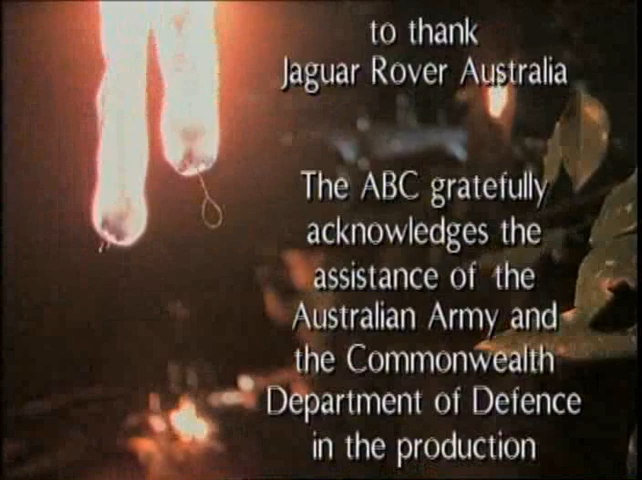 to thank
Jaguar Rover Australia
The ABC gratefully
acknowledges the
assistance of the
Australian Army and
the Commonwealth
Department of Defence
in the production